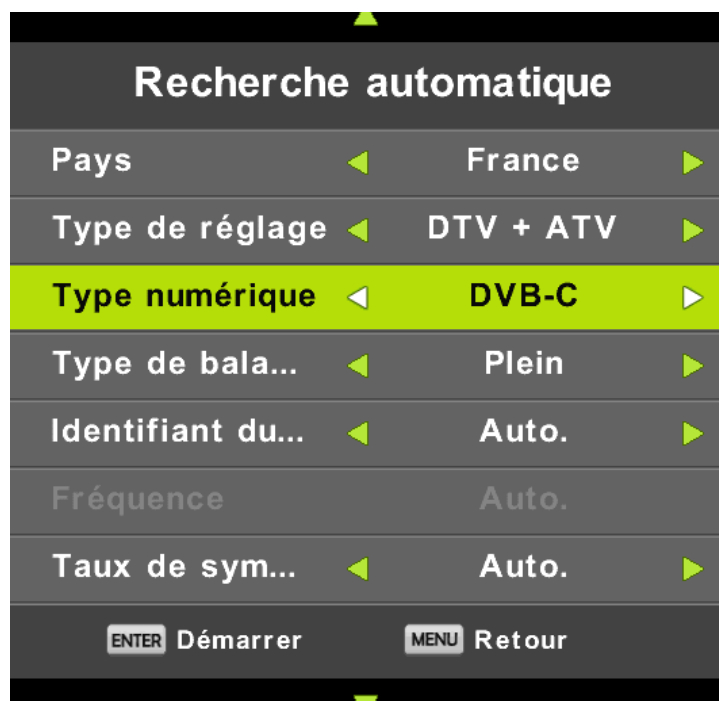 Recherche automatique
Pays France
Type de réglage DTV + ATV
Type numérique DVB-C
Type de bala... Plein
Identifiant du... Auto.
Fréquence Auto.
Taux de sym... Auto.
ENTER Démarrer MENU Retour